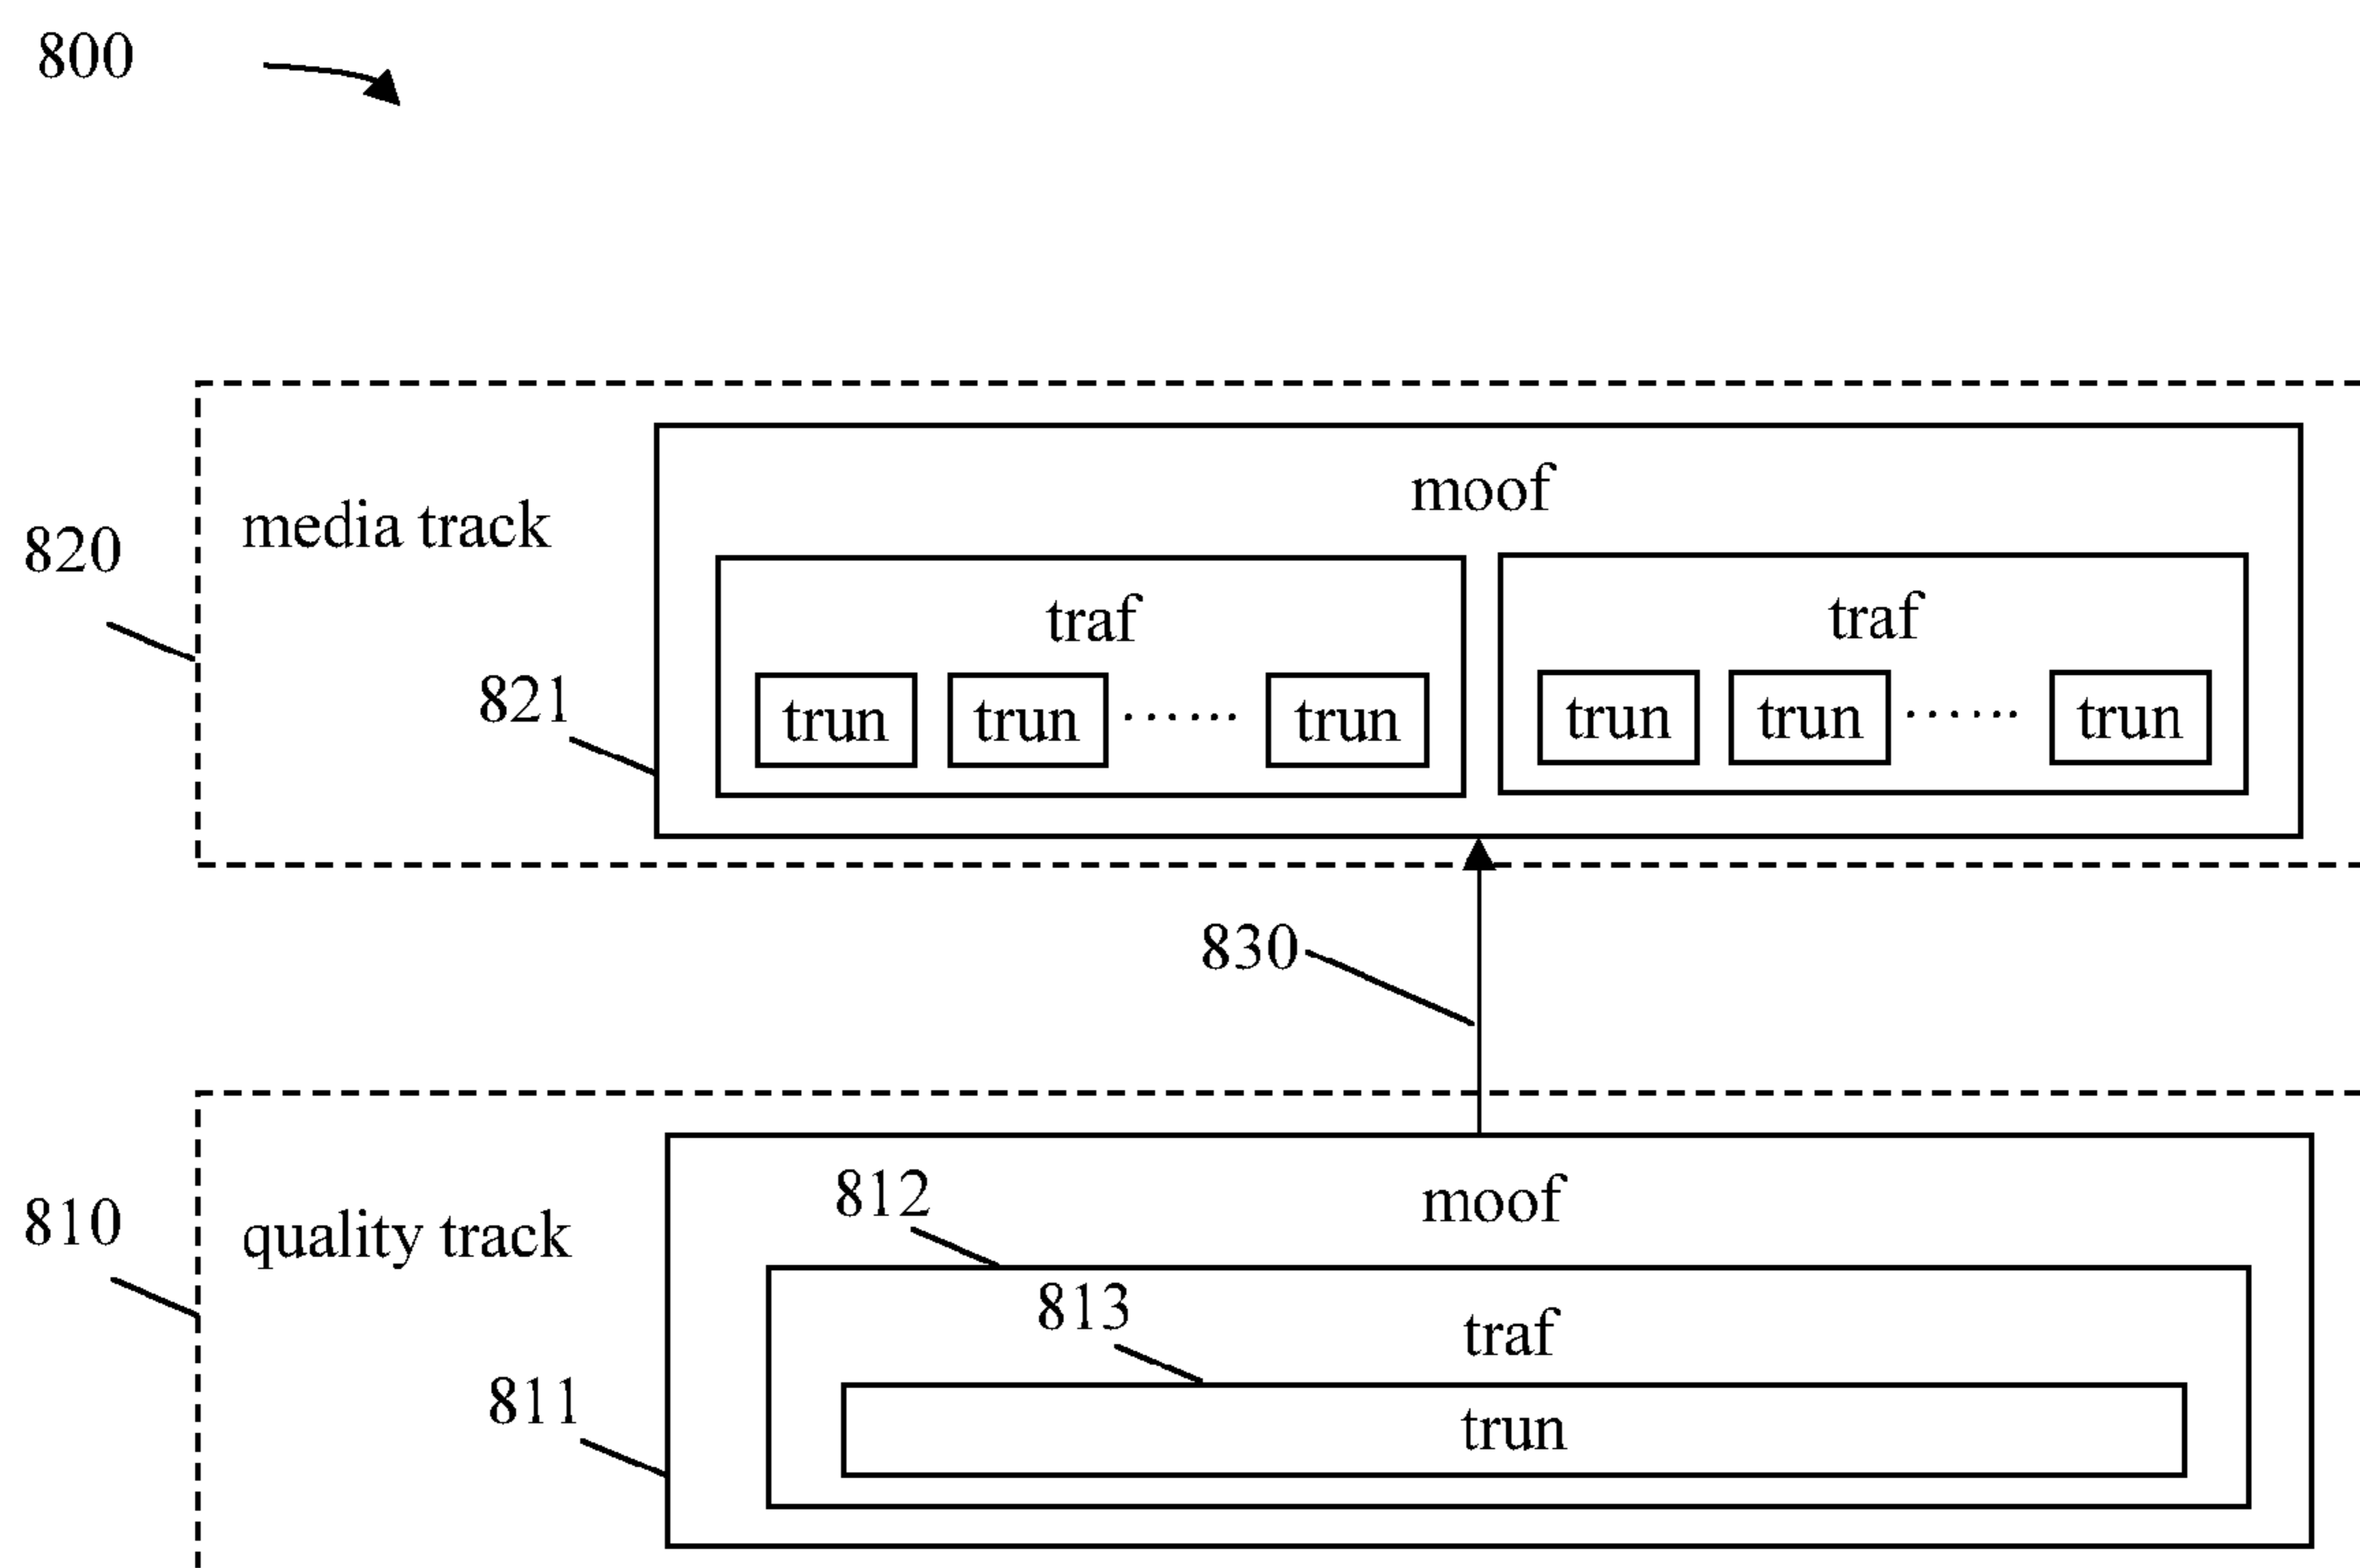 800
moof
media track
820
traf
traf
821
trun
trun
......
trun
trun
trun
......
trun
830
moof
812
810
quality track
813
traf
811
trun